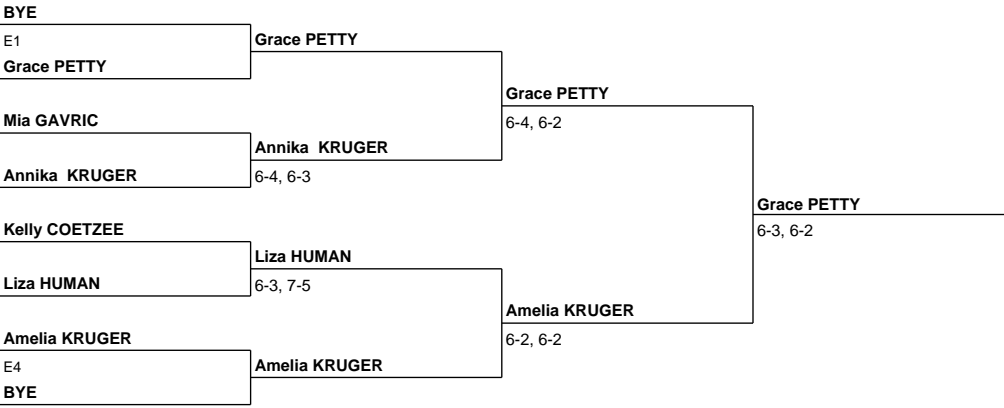 BYE
E1
Grace PETTY
Grace PETTY
Grace PETTY
6-4, 6-2
Mia GAVRIC
Annika KRUGER
Annika KRUGER
6-4, 6-3
Grace PETTY
6-3, 6-2
Kelly COETZEE
Liza HUMAN
Liza HUMAN
6-3, 7-5
Amelia KRUGER
6-2, 6-2
Amelia KRUGER
E4
Amelia KRUGER
BYE